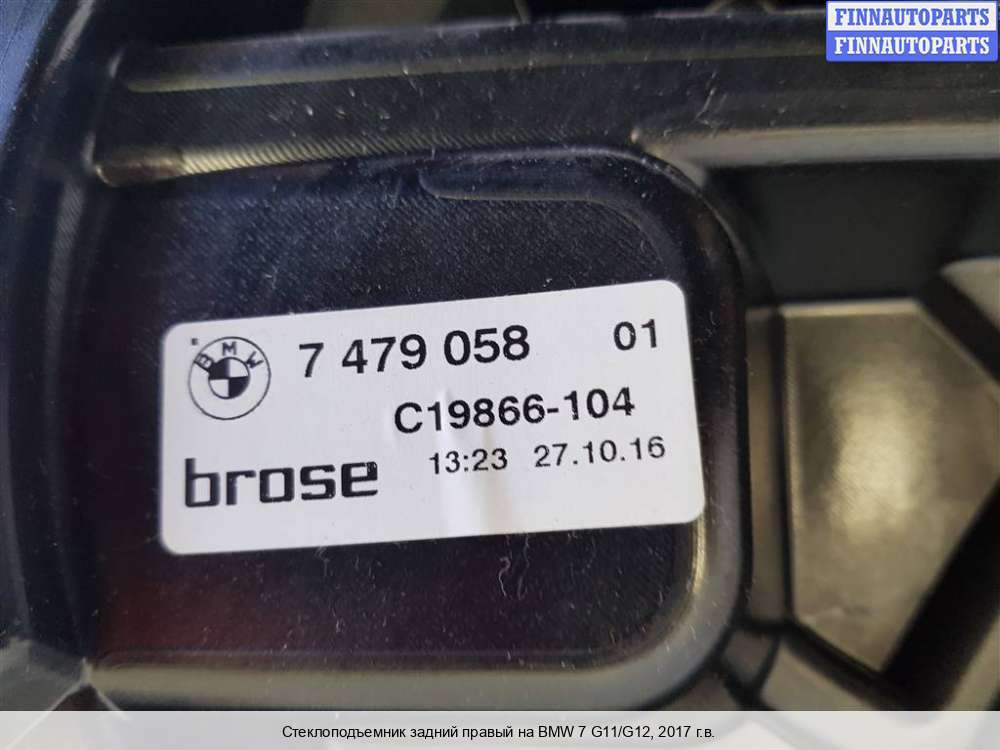 FINNAUTOPARTS
FINNAUTOPARTS
BMW
7 479 058 01
C19866-104
brose 13:23 27.10.16
Стеклоподъемник задний правый на BMW 7 G11/G12, 2017 г.в.